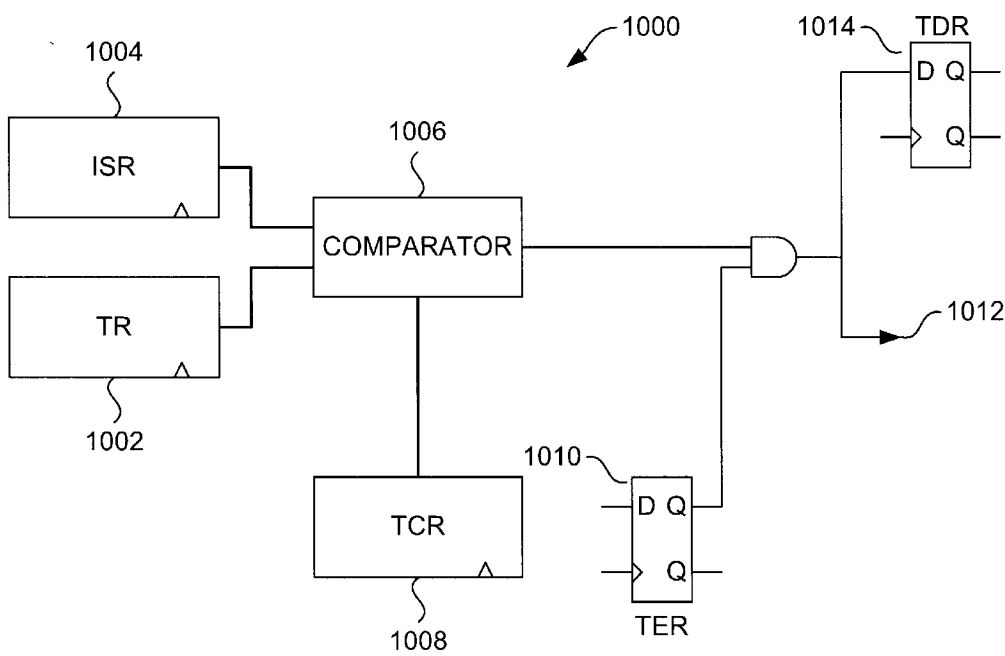 1000
1014
TDR
D Q
Q
1004
ISR
1006
COMPARATOR
TR
1002
1012
1010
D Q
Q
TER
TCR
1008